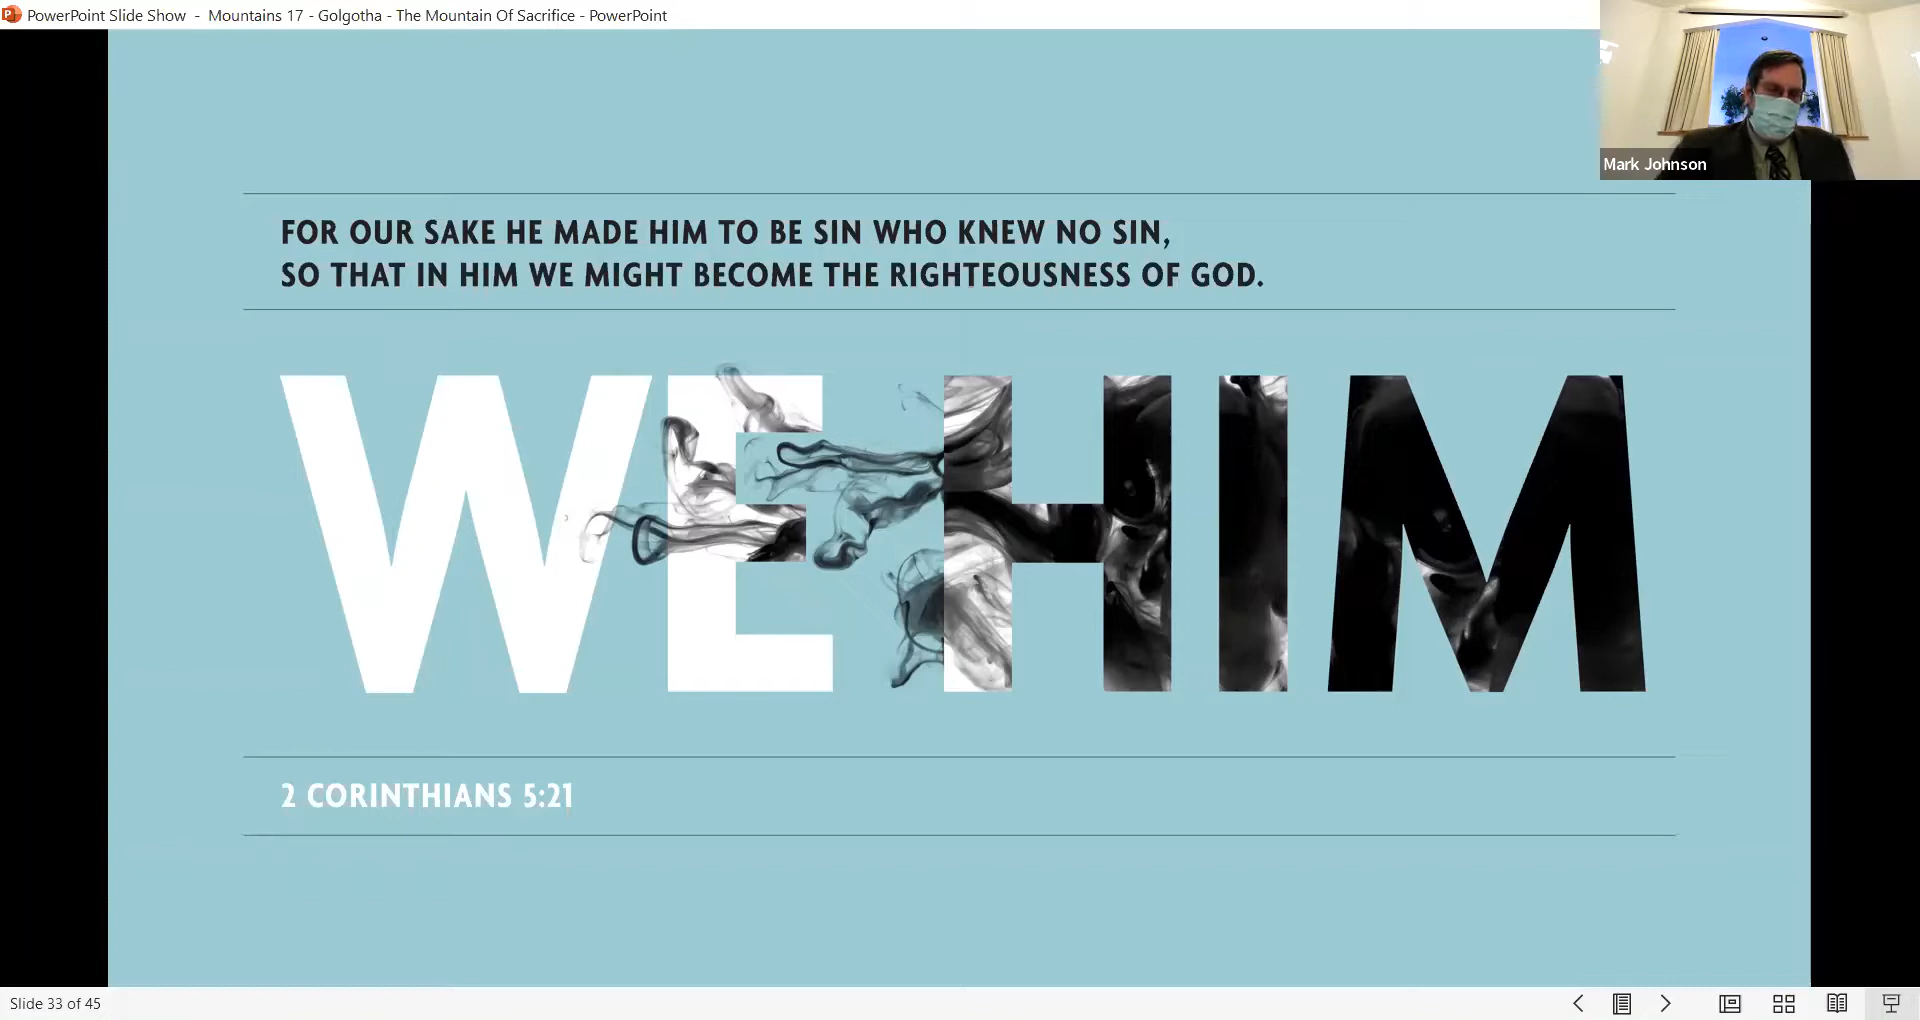 PowerPoint Slide Show - Mountains 17 - Golgotha - The Mountain Of Sacrifice - PowerPoint
Mark Johnson
FOR OUR SAKE HE MADE HIM TO BE SIN WHO KNEW NO SIN,
SO THAT IN HIM WE MIGHT BECOME THE RIGHTEOUSNESS OF GOD.
WE HIM
2 CORINTHIANS 5:21
Slide 33 of 45